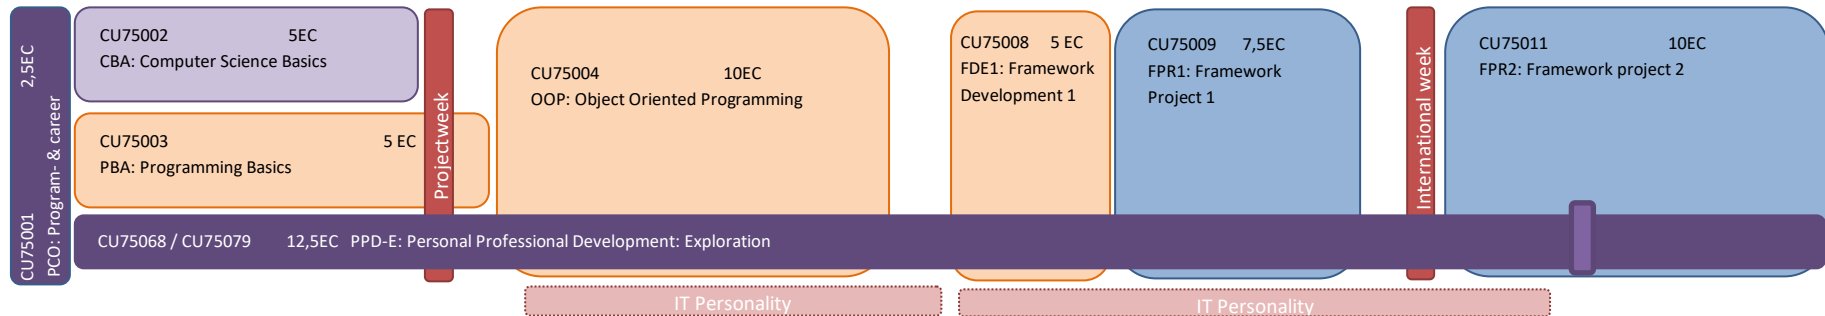 CU75001 2,5EC
PCO: Program- & career
CU75002 5EC
CBA: Computer Science Basics
CU75003 5 EC
PBA: Programming Basics
Projectweek
CU75004 10EC
OOP: Object Oriented Programming
CU75008 5 EC
FDE1: Framework
Development 1
CU75009 7,5EC
FPR1: Framework
Project 1
International week
CU75011 10EC
FPR2: Framework project 2
CU75068 / CU75079 12,5EC PPD-E: Personal Professional Development: Exploration
IT Personality
IT Personality